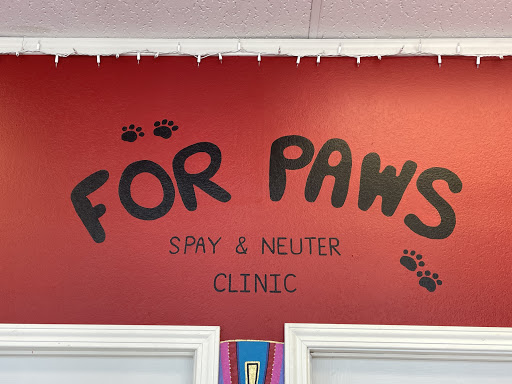 FOR PAWS
SPAY & NEUTER
CLINIC